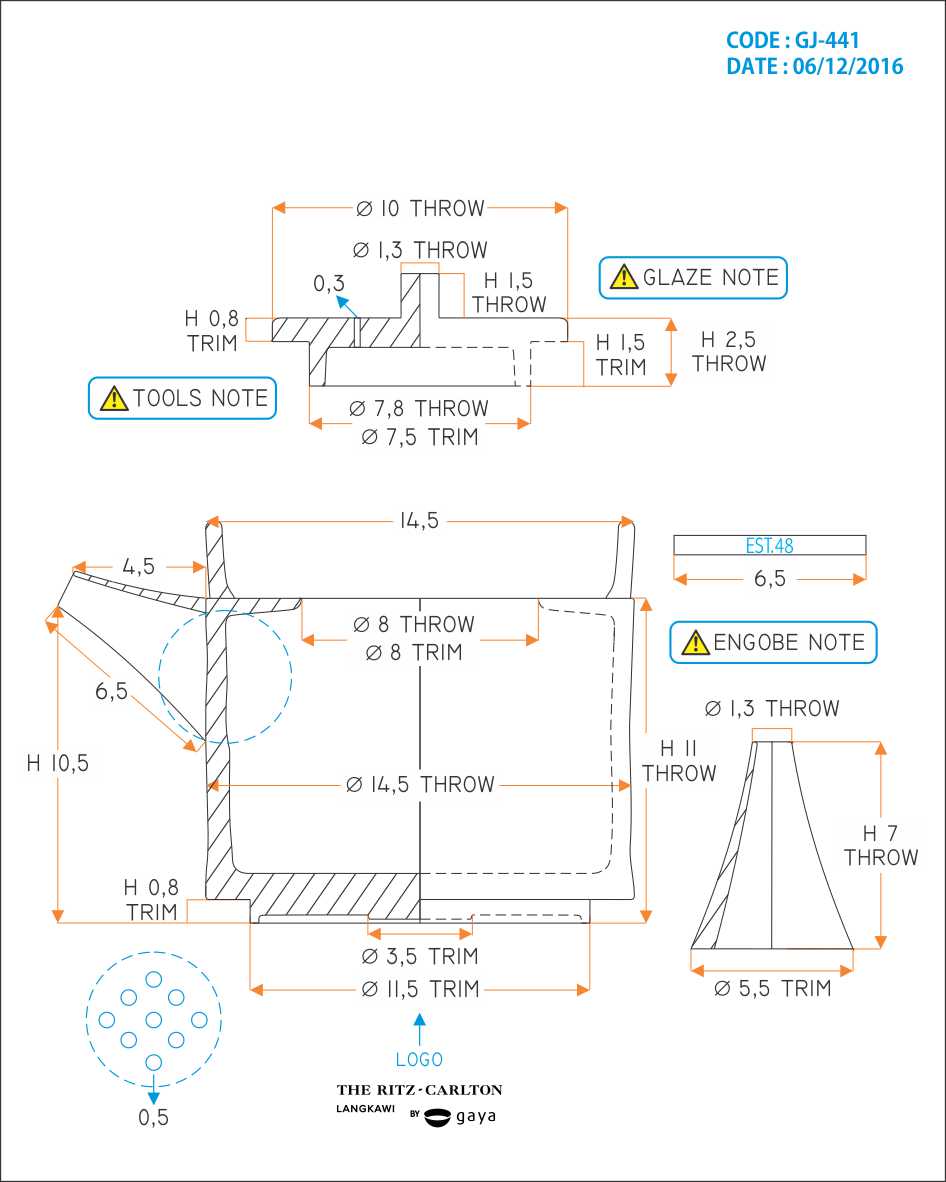 CODE : GJ-441
DATE : 06/12/2016
Ø 10 THROW
Ø 1,3 THROW
0,3
H 1,5
THROW
GLAZE NOTE
H 0,8
TRIM
H 1,5
TRIM
H 2,5
THROW
TOOLS NOTE
Ø 7,8 THROW
Ø 7,5 TRIM
14,5
EST.48
4,5
6,5
Ø 8 THROW
Ø 8 TRIM
ENGOBE NOTE
6,5
Ø 1,3 THROW
H 10,5
H 11
THROW
Ø 14,5 THROW
H 7
THROW
H 0,8
TRIM
Ø 3,5 TRIM
Ø 11,5 TRIM
Ø 5,5 TRIM
LOGO
THE RITZ-CARLTON
LANGKAWI BY gaya
0,5